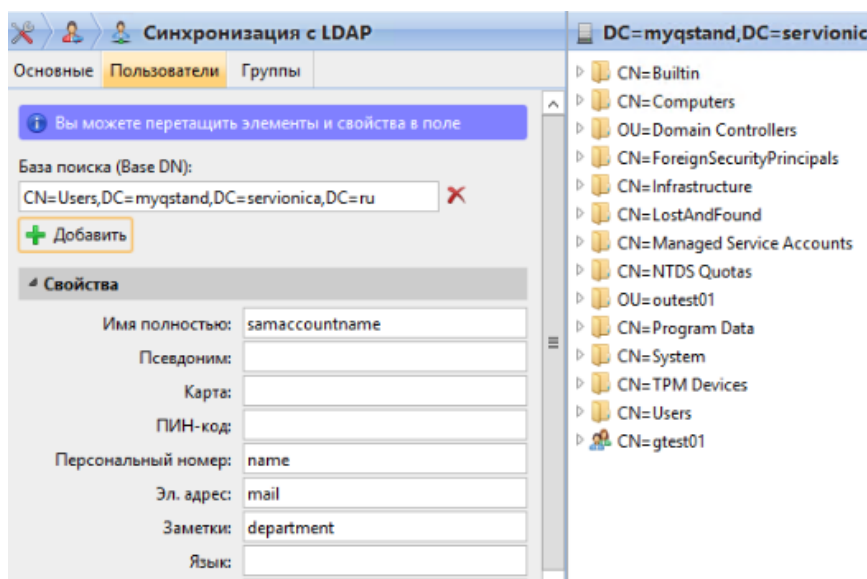 Синхронизация с LDAP
Основные Пользователи Группы
Вы можете перетащить элементы и свойства в поле
База поиска (Base DN):
CN=Users,DC=myqstand,DC=servionica,DC=ru
Добавить
Свойства
Имя полностью: samaccountname
Псевдоним:
Карта:
ПИН-код:
Персональный номер: name
Эл. адрес: mail
Заметки: department
Язык:
DC=myqstand,DC=servionic
CN=Builtin
CN=Computers
OU=Domain Controllers
CN=ForeignSecurityPrincipals
CN=Infrastructure
CN=LostAndFound
CN=Managed Service Accounts
CN=NTDS Quotas
OU=outest01
CN=Program Data
CN=System
CN=TPM Devices
CN=Users
CN=gtest01